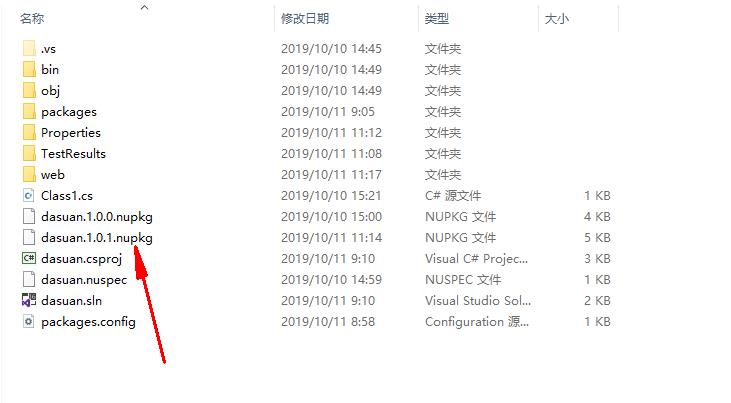 名称 修改日期 类型 大小
.vs 2019/10/10 14:45 文件夹
bin 2019/10/10 14:49 文件夹
obj 2019/10/10 14:49 文件夹
packages 2019/10/11 9:05 文件夹
Properties 2019/10/11 11:12 文件夹
TestResults 2019/10/11 11:08 文件夹
web 2019/10/11 11:17 文件夹
Class1.cs 2019/10/10 15:21 C# 源文件 1 KB
dasuan.1.0.0.nupkg 2019/10/10 15:00 NUPKG 文件 4 KB
dasuan.1.0.1.nupkg 2019/10/11 11:14 NUPKG 文件 5 KB
dasuan.csproj 2019/10/11 9:10 Visual C# Projec... 3 KB
dasuan.nuspec 2019/10/10 14:59 NUSPEC 文件 1 KB
dasuan.sln 2019/10/11 9:10 Visual Studio Sol... 2 KB
packages.config 2019/10/11 8:58 Configuration 源... 1 KB